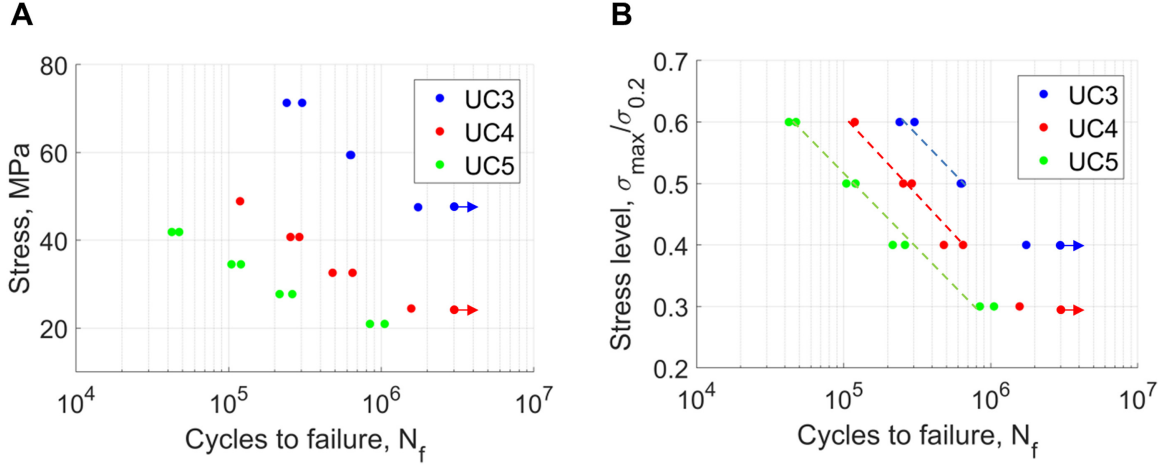 A
B
80
60
40
20
Stress, MPa
10^4
10^5
10^6
10^7
Cycles to failure, N_f
UC3
UC4
UC5
0.7
0.6
0.5
0.4
0.3
0.2
Stress level, σ_max/σ_0.2
10^4
10^5
10^6
10^7
Cycles to failure, N_f
UC3
UC4
UC5